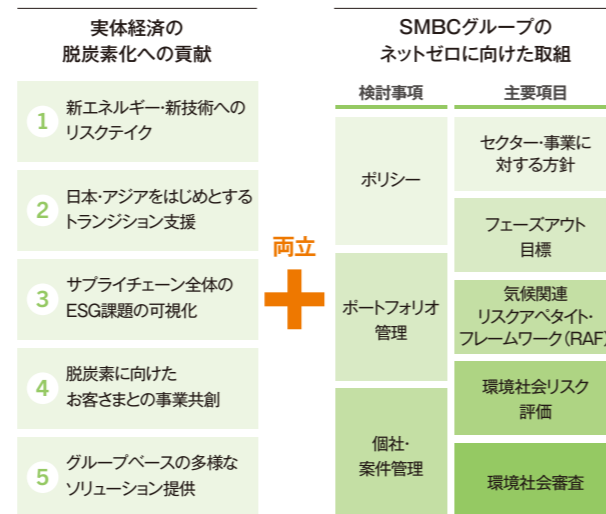 実体経済の
脱炭素化への貢献
1 新エネルギー・新技術への
リスクテイク
2 日本・アジアをはじめとする
トランジション支援
3 サプライチェーン全体の
ESG課題の可視化
4 脱炭素に向けた
お客さまとの事業共創
5 グループベースの多様な
ソリューション提供
両立
+
SMBCグループの
ネットゼロに向けた取組
検討事項 主要項目
ポリシー
セクター・事業に
対する方針
フェーズアウト
目標
ポートフォリオ
管理
気候関連
リスクアペタイト・
フレームワーク(RAF)
個社・
案件管理
環境社会リスク
評価
環境社会審査